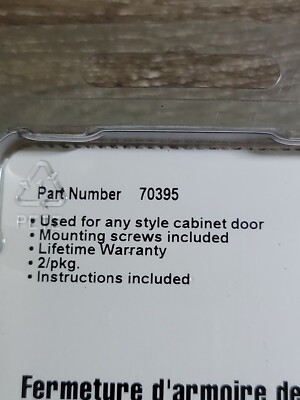 Part Number 70395
• Used for any style cabinet door
• Mounting screws included
• Lifetime Warranty
• 2/pkg.
• Instructions included
Fermeture d'armoire de